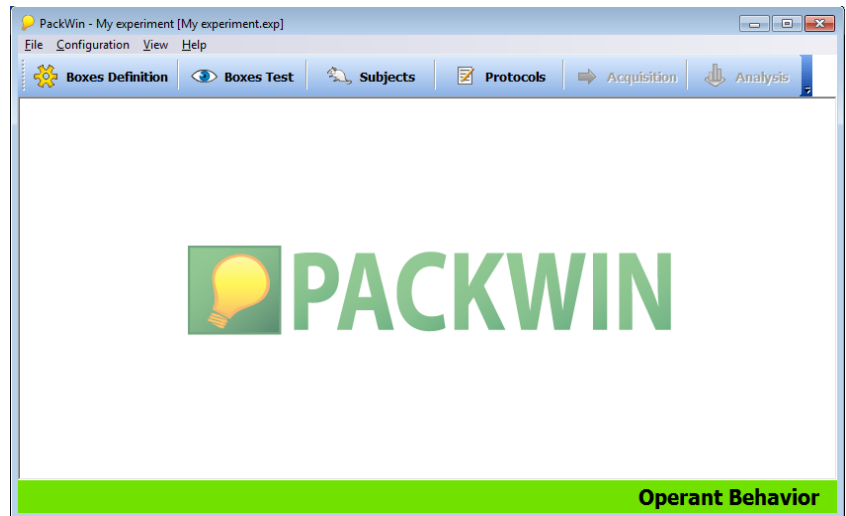 PackWin - My experiment [My experiment.exp]
File Configuration View Help
Boxes Definition Boxes Test Subjects Protocols Acquisition Analysis
PACKWIN
Operant Behavior